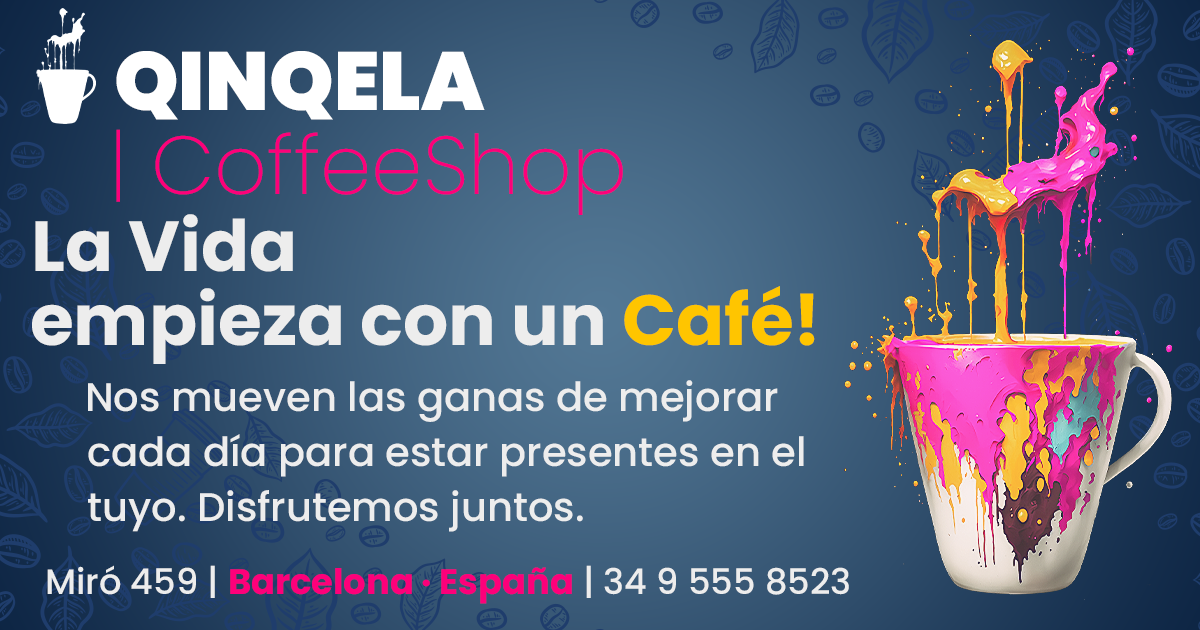 QINQELA
| CoffeeShop
La Vida
empieza con un Café!
Nos mueven las ganas de mejorar
cada día para estar presentes en el
tuyo. Disfrutemos juntos.
Miró 459 | Barcelona · España | 34 9 555 8523